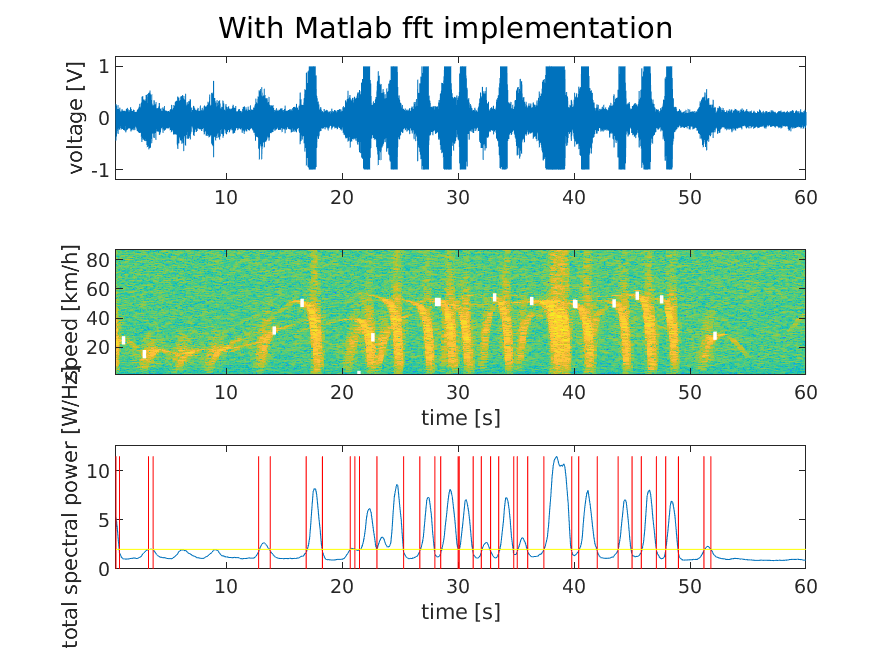 With Matlab fft implementation
voltage [V]
1
0
-1
10 20 30 40 50 60
speed [km/h]
80
60
40
20
10 20 30 40 50 60
time [s]
total spectral power [W/Hz]
10
5
0
10 20 30 40 50 60
time [s]